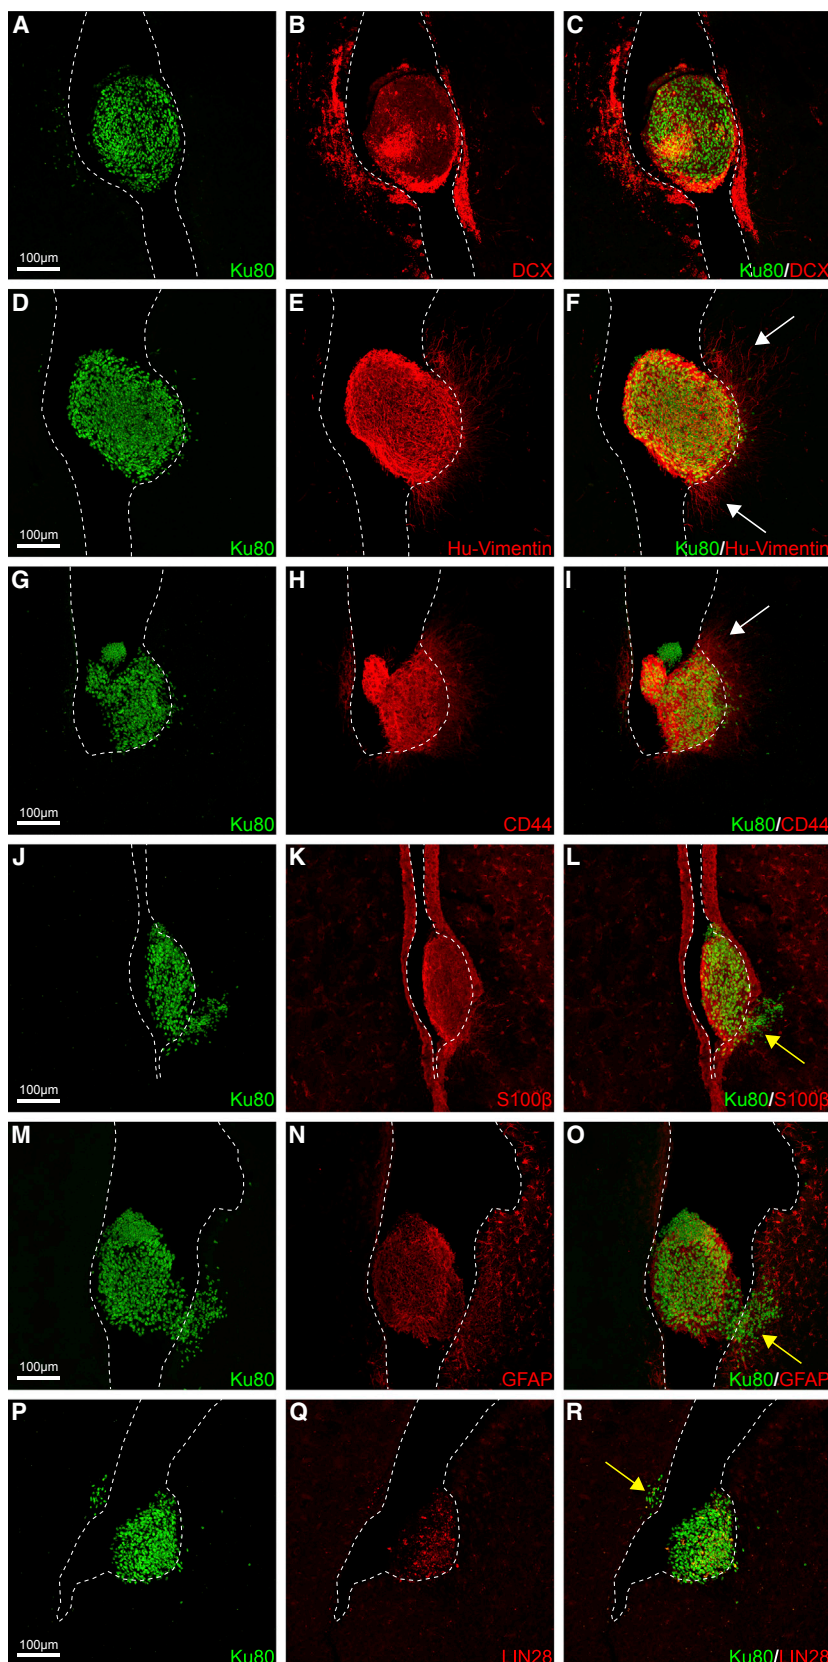 A B C
100µm Ku80 DCX Ku80/DCX
D E F
100µm Ku80 Hu-Vimentin Ku80/Hu-Vimentin
G H I
100µm Ku80 CD44 Ku80/CD44
J K L
100µm Ku80 S100β Ku80/S100β
M N O
100µm Ku80 GFAP Ku80/GFAP
P Q R
100µm Ku80 LIN28 Ku80/LIN28